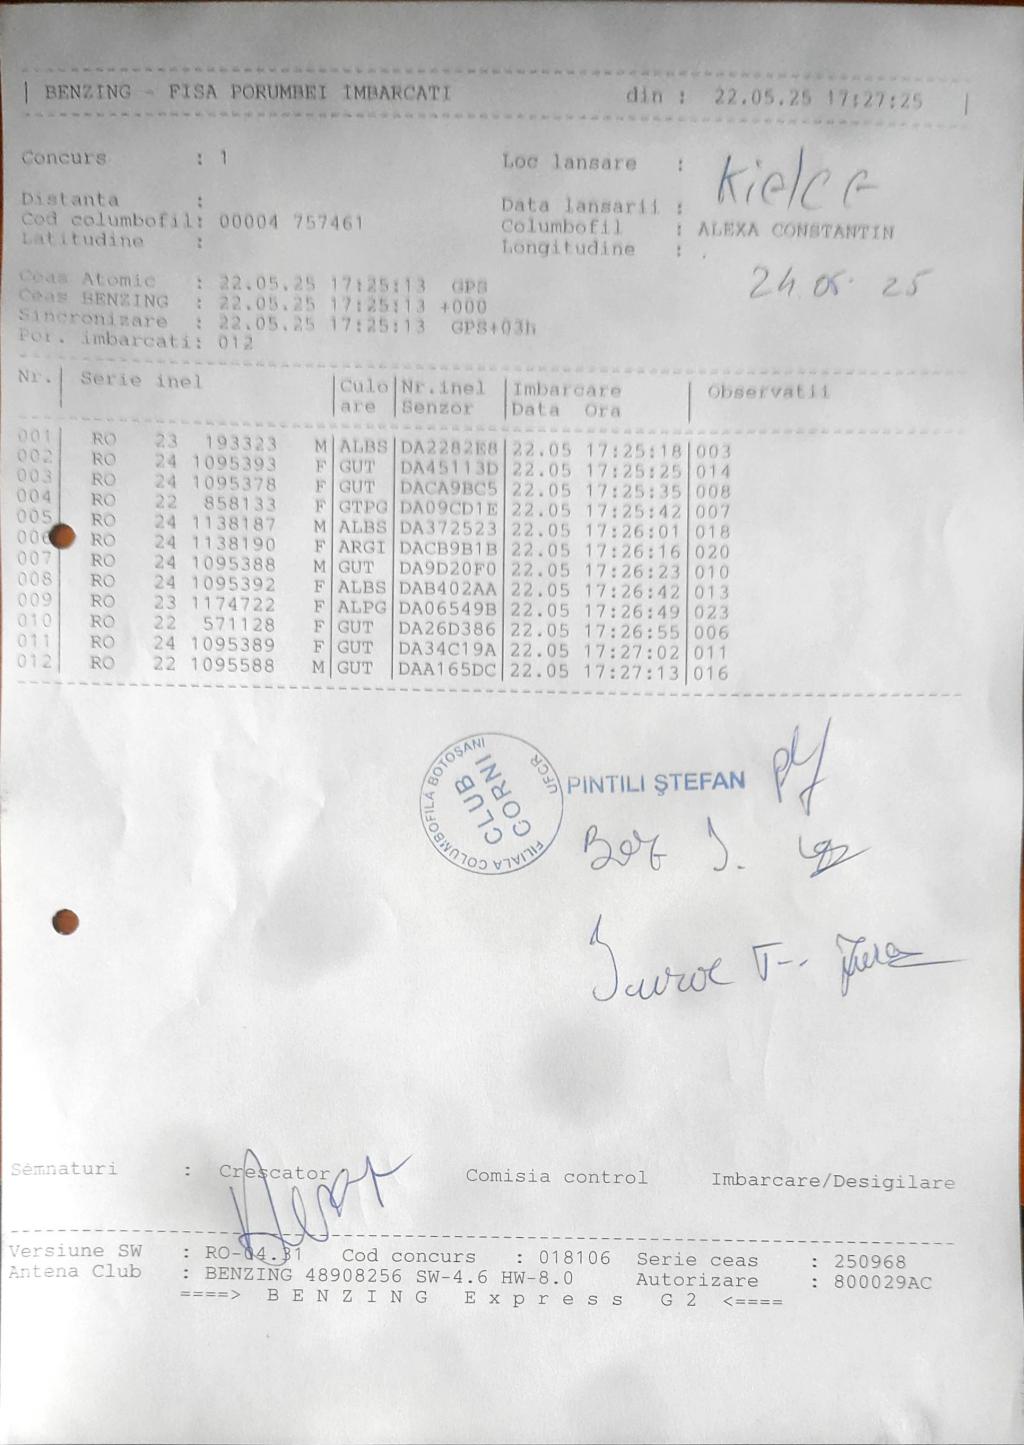 | BENZING - FISA PORUMBEI IMBARCATI din : 22.05.25 17:27:25 |
Concurs : 1 Loc lansare : Kielce
Distanta : Data lansarii :
Cod columbofil: 00004 757461 Columbofil : ALEXA CONSTANTIN
Latitudine : Longitudine : .
24.05. 25
Ceas Atomic : 22.05.25 17:25:13 GPS
Ceas BENZING : 22.05.25 17:25:13 +000
Sincronizare : 22.05.25 17:25:13 GPS+03h
Por. imbarcati: 012
Nr.| Serie inel |Culo|Nr.inel |Imbarcare | Observatii
|are |Senzor |Data Ora |
001| RO 23 193323 M|ALBS|DA2282E8|22.05 17:25:18|003
002| RO 24 1095393 F|GUT |DA45113D|22.05 17:25:25|014
003| RO 24 1095378 F|GUT |DACA9BC5|22.05 17:25:35|008
004| RO 22 858133 F|GTPG|DA09CD1E|22.05 17:25:42|007
005| RO 24 1138187 M|ALBS|DA372523|22.05 17:26:01|018
006| RO 24 1138190 F|ARGI|DACB9B1B|22.05 17:26:16|020
007| RO 24 1095388 M|GUT |DA9D20F0|22.05 17:26:23|010
008| RO 24 1095392 F|ALBS|DAB402AA|22.05 17:26:42|013
009| RO 23 1174722 F|ALPG|DA06549B|22.05 17:26:49|023
010| RO 22 571128 F|GUT |DA26D386|22.05 17:26:55|006
011| RO 24 1095389 F|GUT |DA34C19A|22.05 17:27:02|011
012| RO 22 1095588 M|GUT |DAA165DC|22.05 17:27:13|016
FILIALA COLUMBOFILA BOTOŞANI UFCR
CLUB CORNI
PINTILI ŞTEFAN
Semnaturi : Crescator Comisia control Imbarcare/Desigilare
Versiune SW : RO-04.31 Cod concurs : 018106 Serie ceas : 250968
Antena Club : BENZING 48908256 SW-4.6 HW-8.0 Autorizare : 800029AC
====> B E N Z I N G E x p r e s s G 2 <====